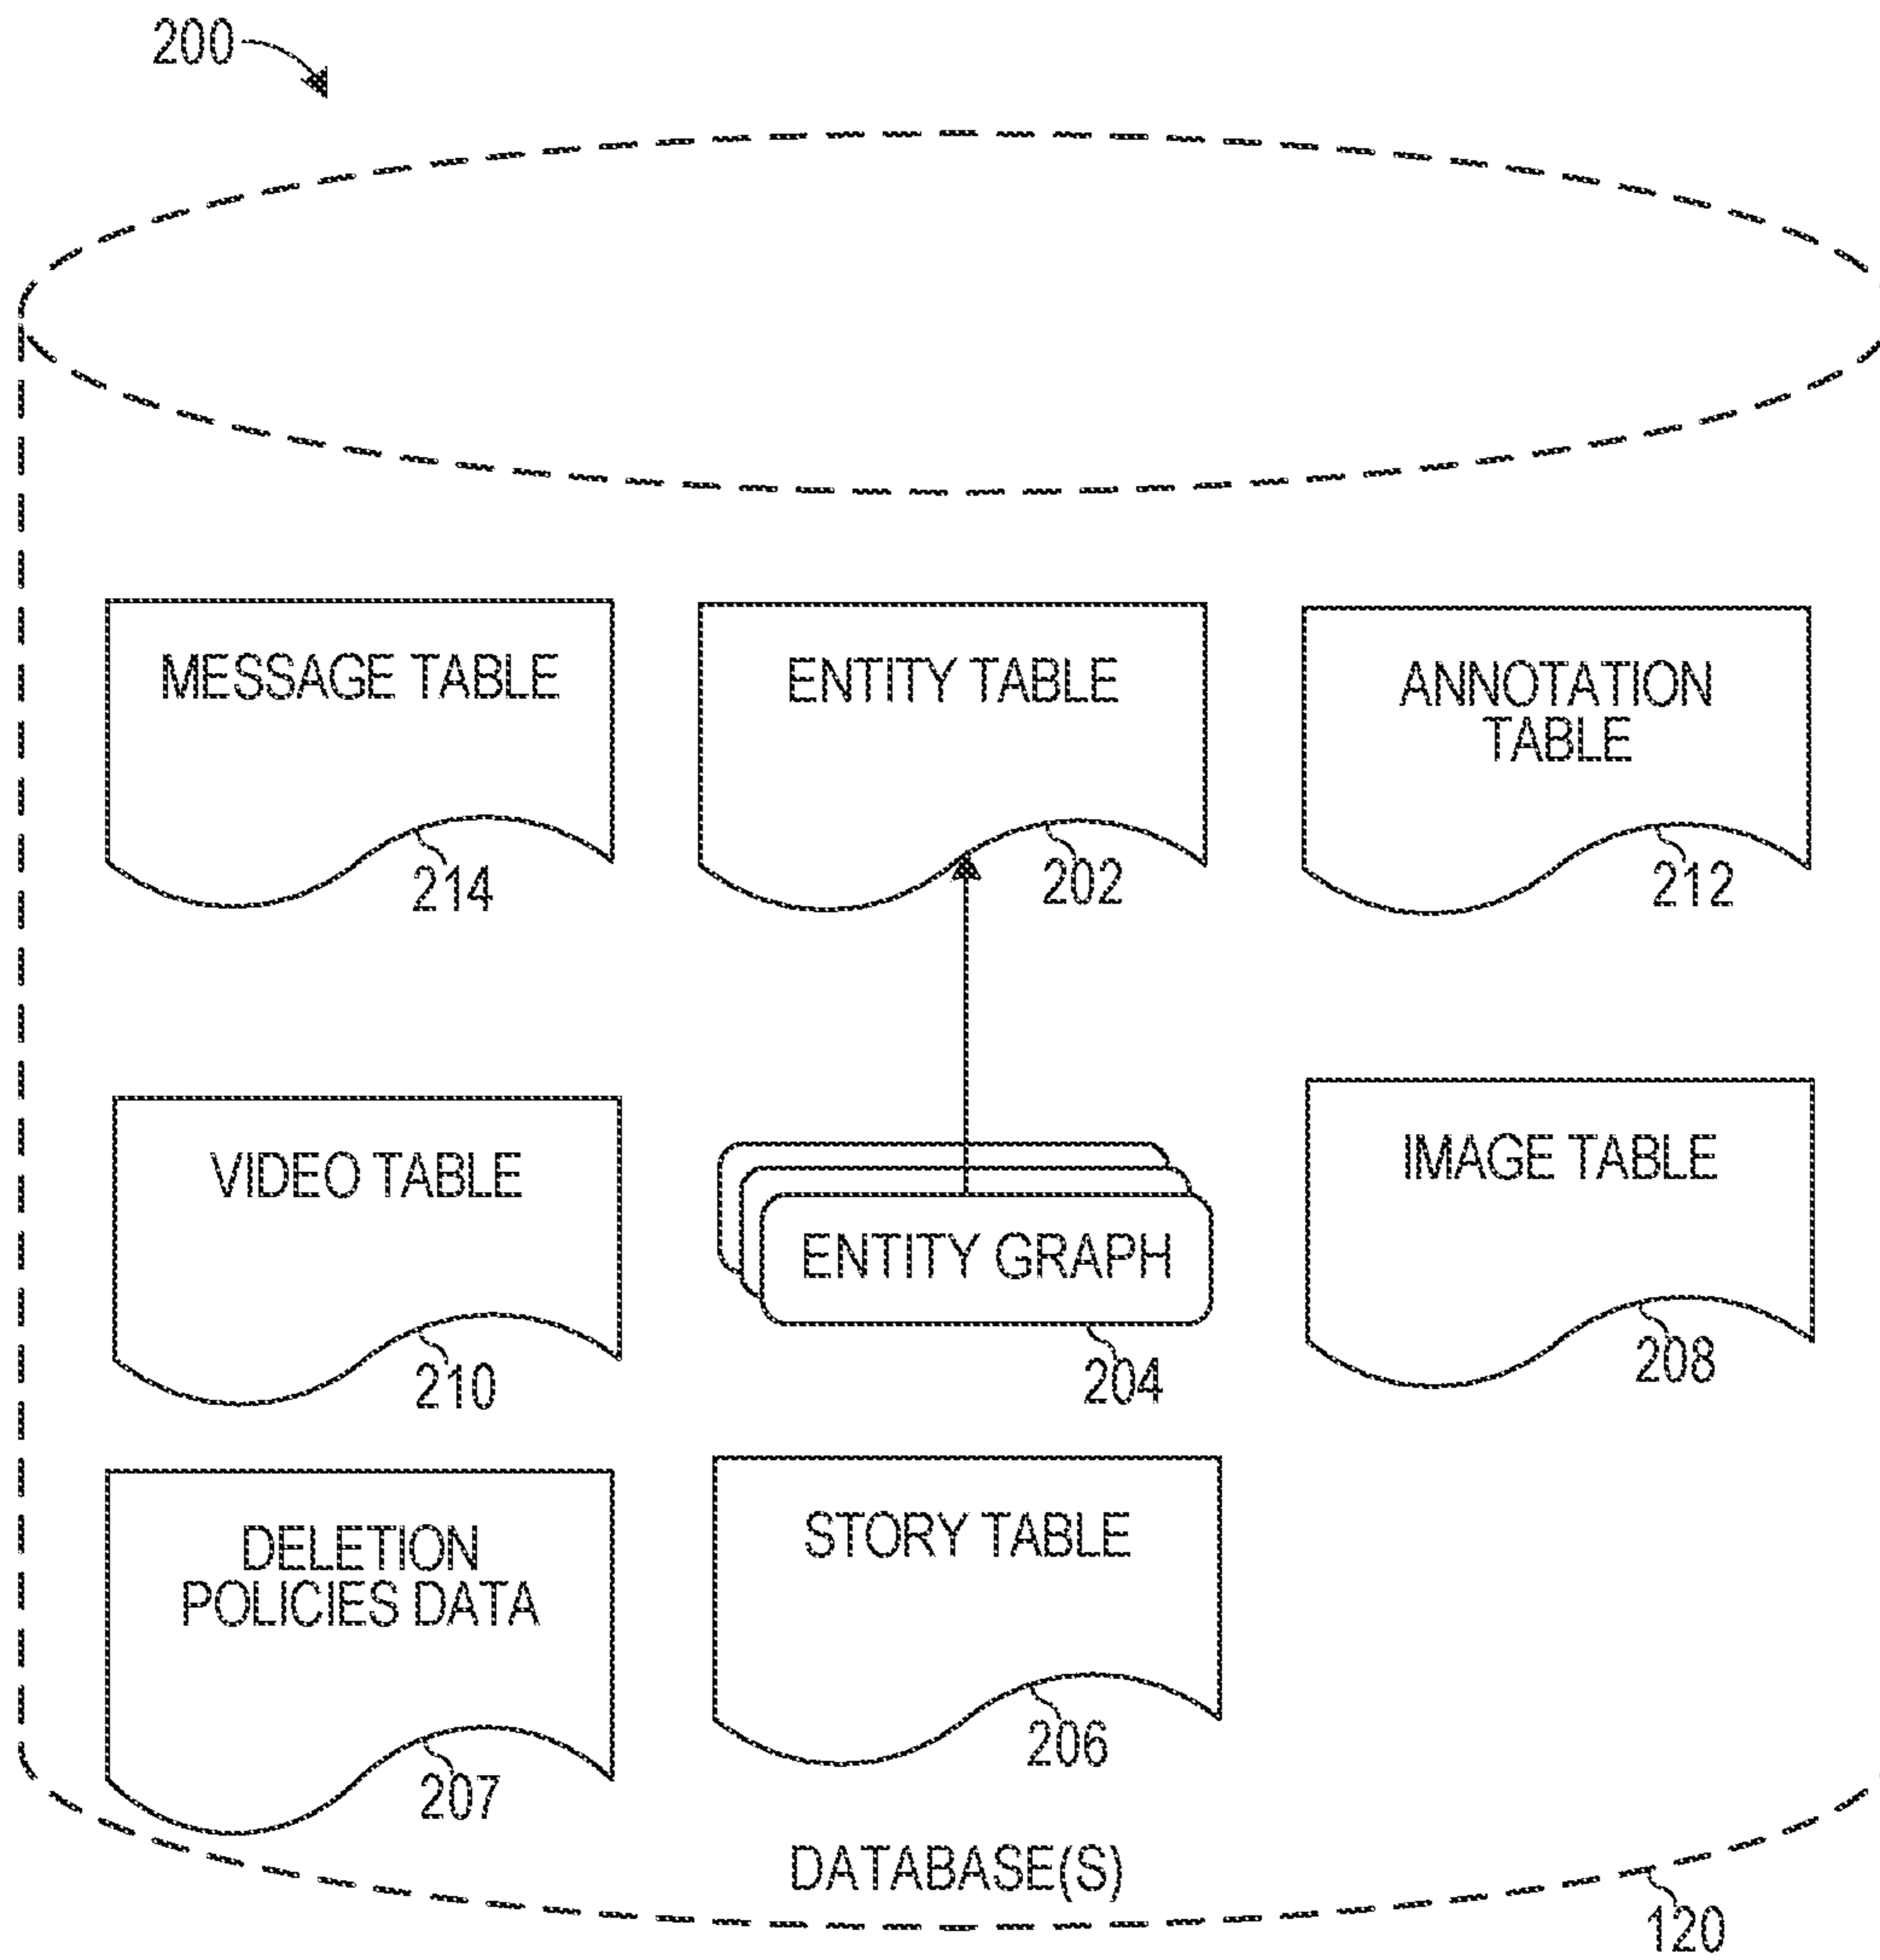 200
MESSAGE TABLE
214
ENTITY TABLE
202
ANNOTATION
TABLE
212
VIDEO TABLE
210
ENTITY GRAPH
204
IMAGE TABLE
208
DELETION
POLICIES DATA
207
STORY TABLE
206
DATABASE(S)
120